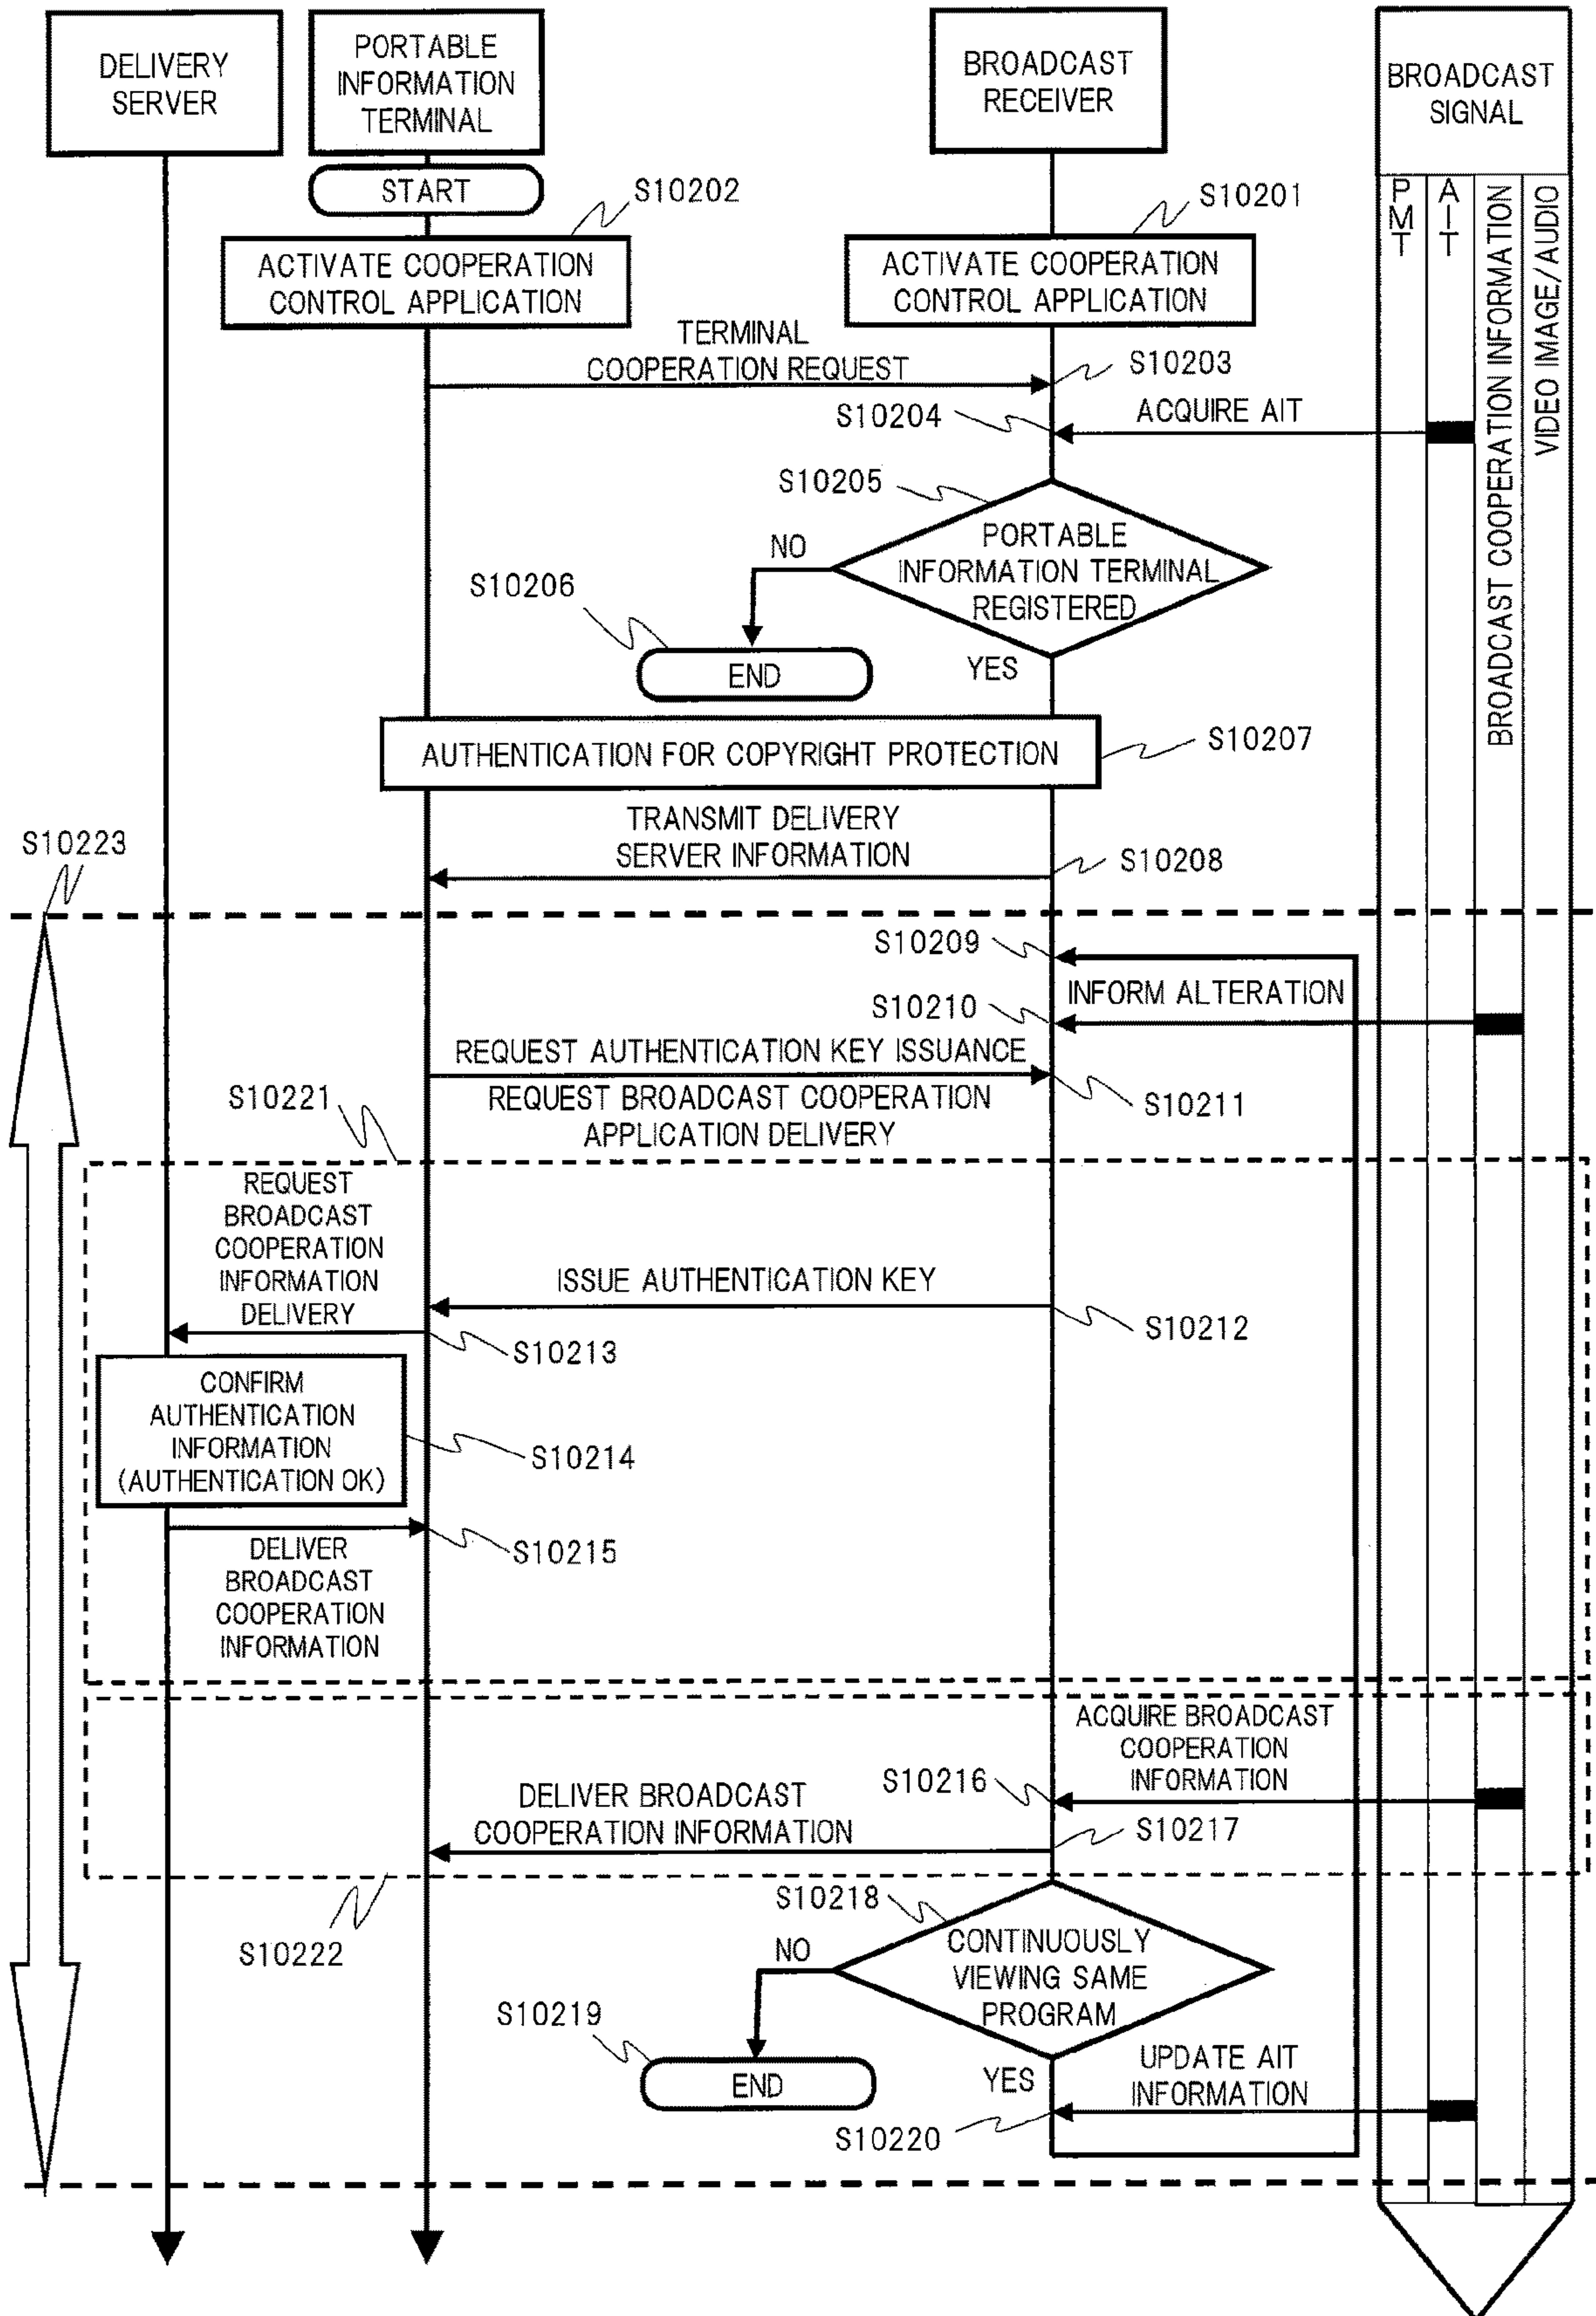 DELIVERY
SERVER
PORTABLE
INFORMATION
TERMINAL
BROADCAST
RECEIVER
BROADCAST
SIGNAL
START
S10202
S10201
PMT
AIT
BROADCAST COOPERATION INFORMATION
VIDEO IMAGE/AUDIO
ACTIVATE COOPERATION
CONTROL APPLICATION
ACTIVATE COOPERATION
CONTROL APPLICATION
TERMINAL
COOPERATION REQUEST
S10203
S10204
ACQUIRE AIT
S10205
NO
PORTABLE
INFORMATION TERMINAL
REGISTERED
S10206
END
YES
AUTHENTICATION FOR COPYRIGHT PROTECTION
S10207
TRANSMIT DELIVERY
SERVER INFORMATION
S10208
S10223
S10209
INFORM ALTERATION
S10210
REQUEST AUTHENTICATION KEY ISSUANCE
REQUEST BROADCAST COOPERATION
APPLICATION DELIVERY
S10211
S10221
REQUEST
BROADCAST
COOPERATION
INFORMATION
DELIVERY
ISSUE AUTHENTICATION KEY
S10212
S10213
CONFIRM
AUTHENTICATION
INFORMATION
(AUTHENTICATION OK)
S10214
S10215
DELIVER
BROADCAST
COOPERATION
INFORMATION
ACQUIRE BROADCAST
COOPERATION
INFORMATION
S10216
DELIVER BROADCAST
COOPERATION INFORMATION
S10217
S10218
S10222
NO
CONTINUOUSLY
VIEWING SAME
PROGRAM
S10219
END
YES
UPDATE AIT
INFORMATION
S10220